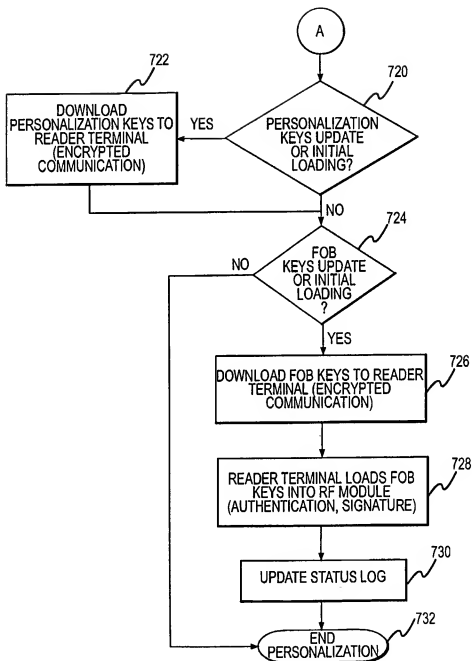 A
722
720
DOWNLOAD
PERSONALIZATION KEYS TO
READER TERMINAL
(ENCRYPTED
COMMUNICATION)
YES
PERSONALIZATION
KEYS UPDATE
OR INITIAL
LOADING?
NO
724
NO
FOB
KEYS UPDATE
OR INITIAL
LOADING
?
YES
DOWNLOAD FOB KEYS TO READER
TERMINAL (ENCRYPTED
COMMUNICATION)
726
READER TERMINAL LOADS FOB
KEYS INTO RF MODULE
(AUTHENTICATION, SIGNATURE)
728
UPDATE STATUS LOG
730
END
PERSONALIZATION
732